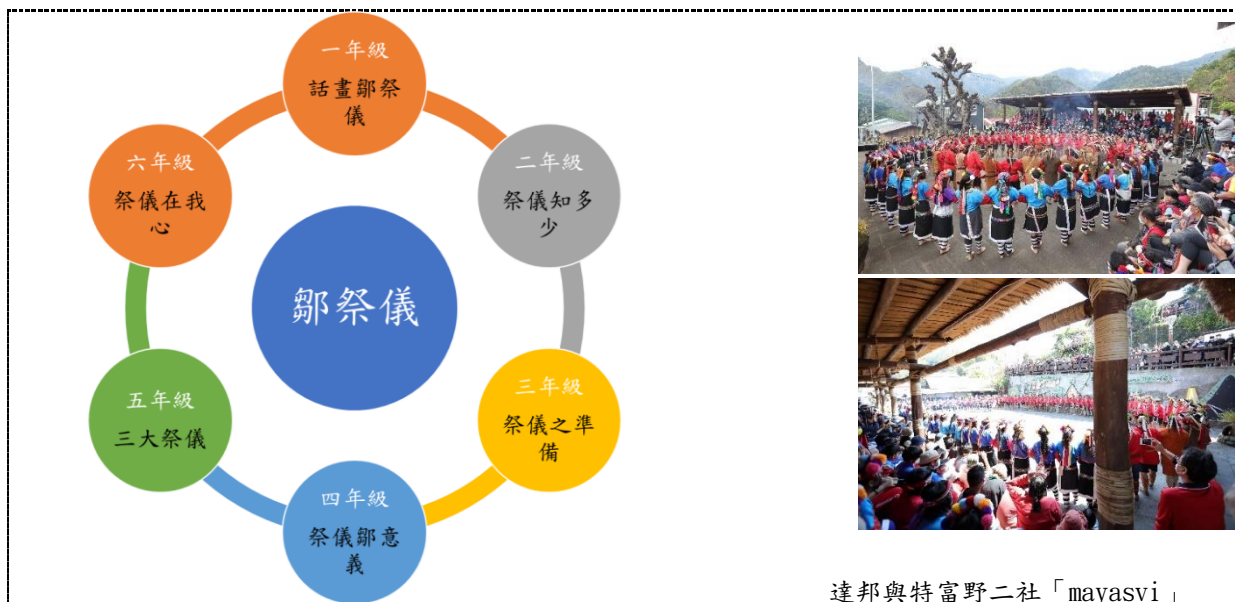 一年級
話畫鄒祭
儀
二年級
祭儀知多
少
三年級
祭儀之準
備
四年級
祭儀鄒意
義
五年級
三大祭儀
六年級
祭儀在我
心
鄒祭儀
達邦與特富野二社「mayasvi」